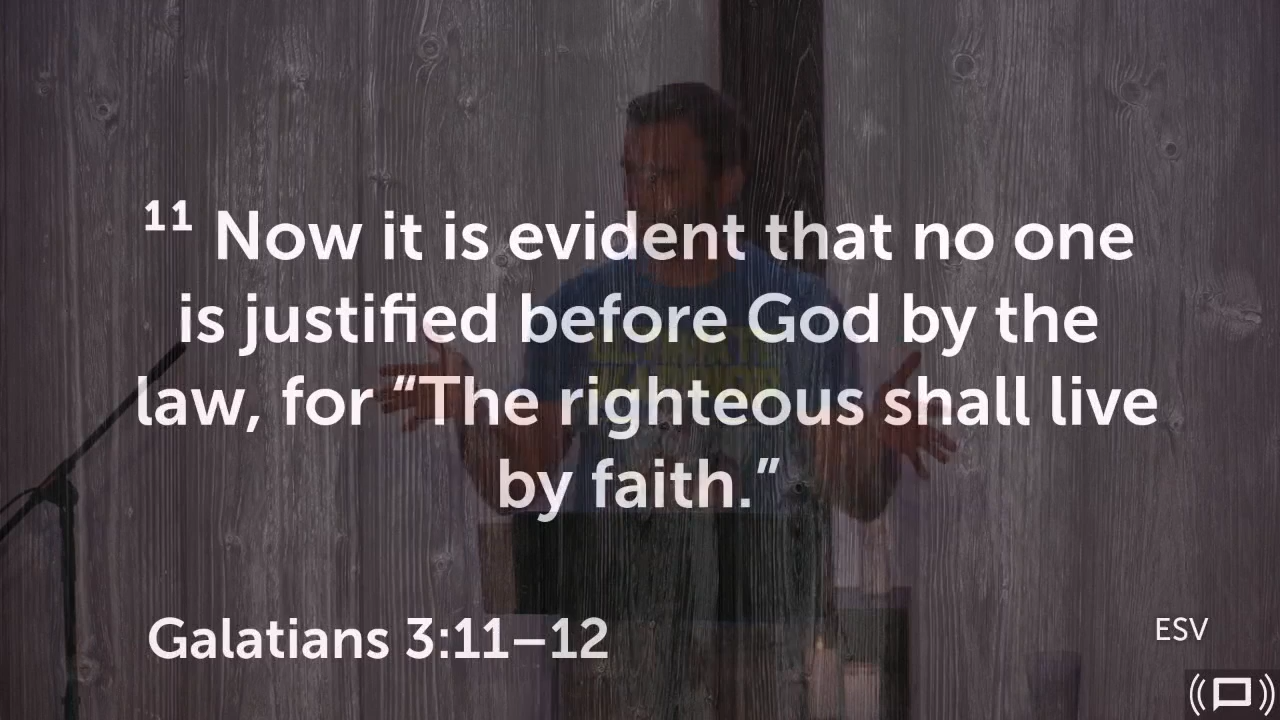 11 Now it is evident that no one
is justified before God by the
law, for “The righteous shall live
by faith.”
Galatians 3:11–12
ESV